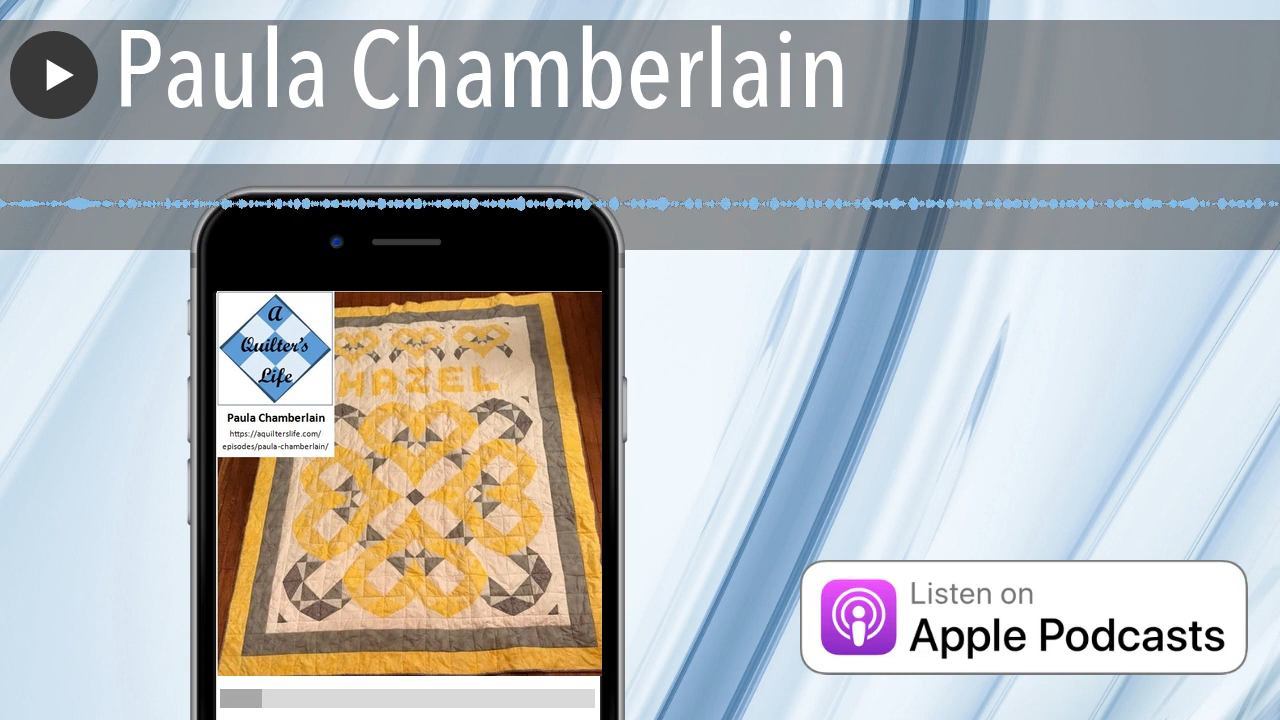 Paula Chamberlain
A
Quilter's
Life
Paula Chamberlain
https://aquilterslife.com/
episodes/paula-chamberlain/
HAZEL
Listen on
Apple Podcasts